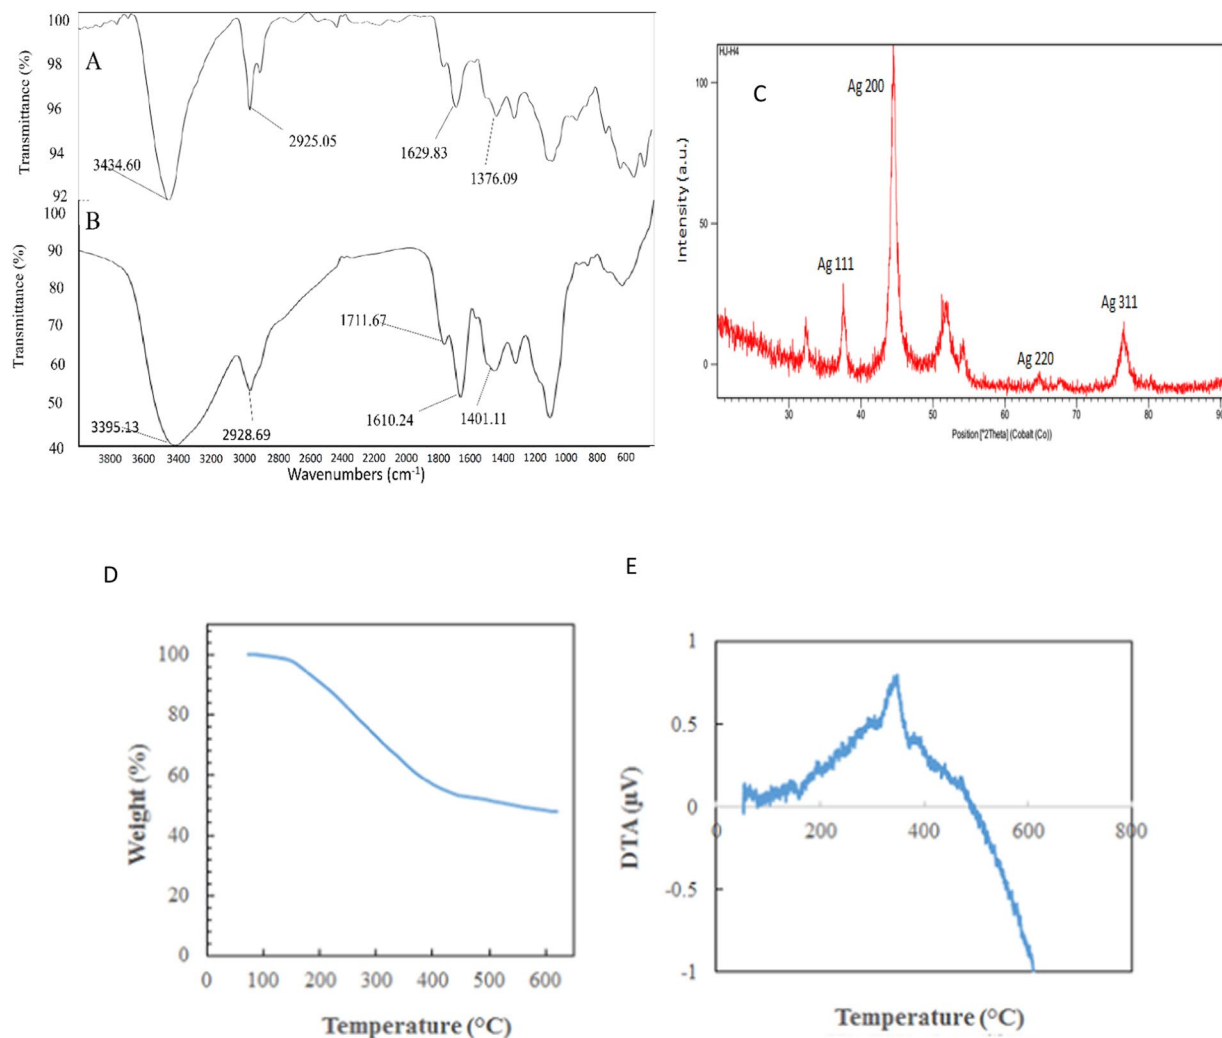 A
Transmittance (%)
100
98
96
94
92
3434.60
2925.05
1629.83
1376.09
B
Transmittance (%)
100
90
80
70
60
50
40
3395.13
2928.69
1711.67
1610.24
1401.11
3800 3600 3400 3200 3000 2800 2600 2400 2200 2000 1800 1600 1400 1200 1000 800 600
Wavenumbers (cm⁻¹)
HJ-H4
C
Intensity (a.u.)
100
50
0
Ag 111
Ag 200
Ag 220
Ag 311
30 40 50 60 70 80 90
Position [°2Theta] (Cobalt (Co))
D
Weight (%)
100
80
60
40
20
0
0 100 200 300 400 500 600
Temperature (°C)
E
DTA (µV)
1
0.5
0
-0.5
-1
0 200 400 600 800
Temperature (°C)